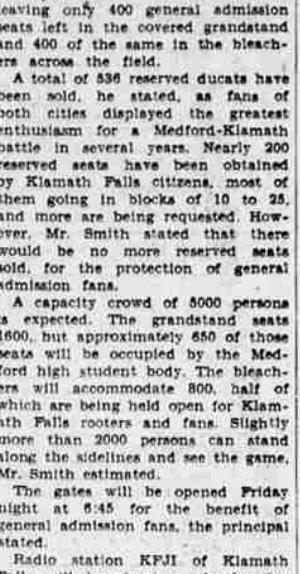 leaving only 400 general admission
seats left in the covered grandstand
and 400 of the same in the bleach-
ers across the field.
A total of 536 reserved ducats have
been sold, he stated, as fans of
both cities displayed the greatest
enthusiasm for a Medford-Klamath
battle in several years. Nearly 200
reserved seats have been obtained
by Klamath Falls citizens, most of
them going in blocks of 10 to 25,
and more are being requested. How-
ever, Mr. Smith stated that there
would be no more reserved seats
sold, for the protection of general
admission fans.
A capacity crowd of 5000 persons
is expected. The grandstand seats
1600, but approximately 650 of those
seats will be occupied by the Med-
ford high student body. The bleach-
ers will accommodate 800, half of
which are being held open for Klam-
ath Falls rooters and fans. Slightly
more than 2000 persons can stand
along the sidelines and see the game,
Mr. Smith estimated.
The gates will be opened Friday
night at 6:45 for the benefit of
general admission fans, the principal
stated.
Radio station KFJI of Klamath